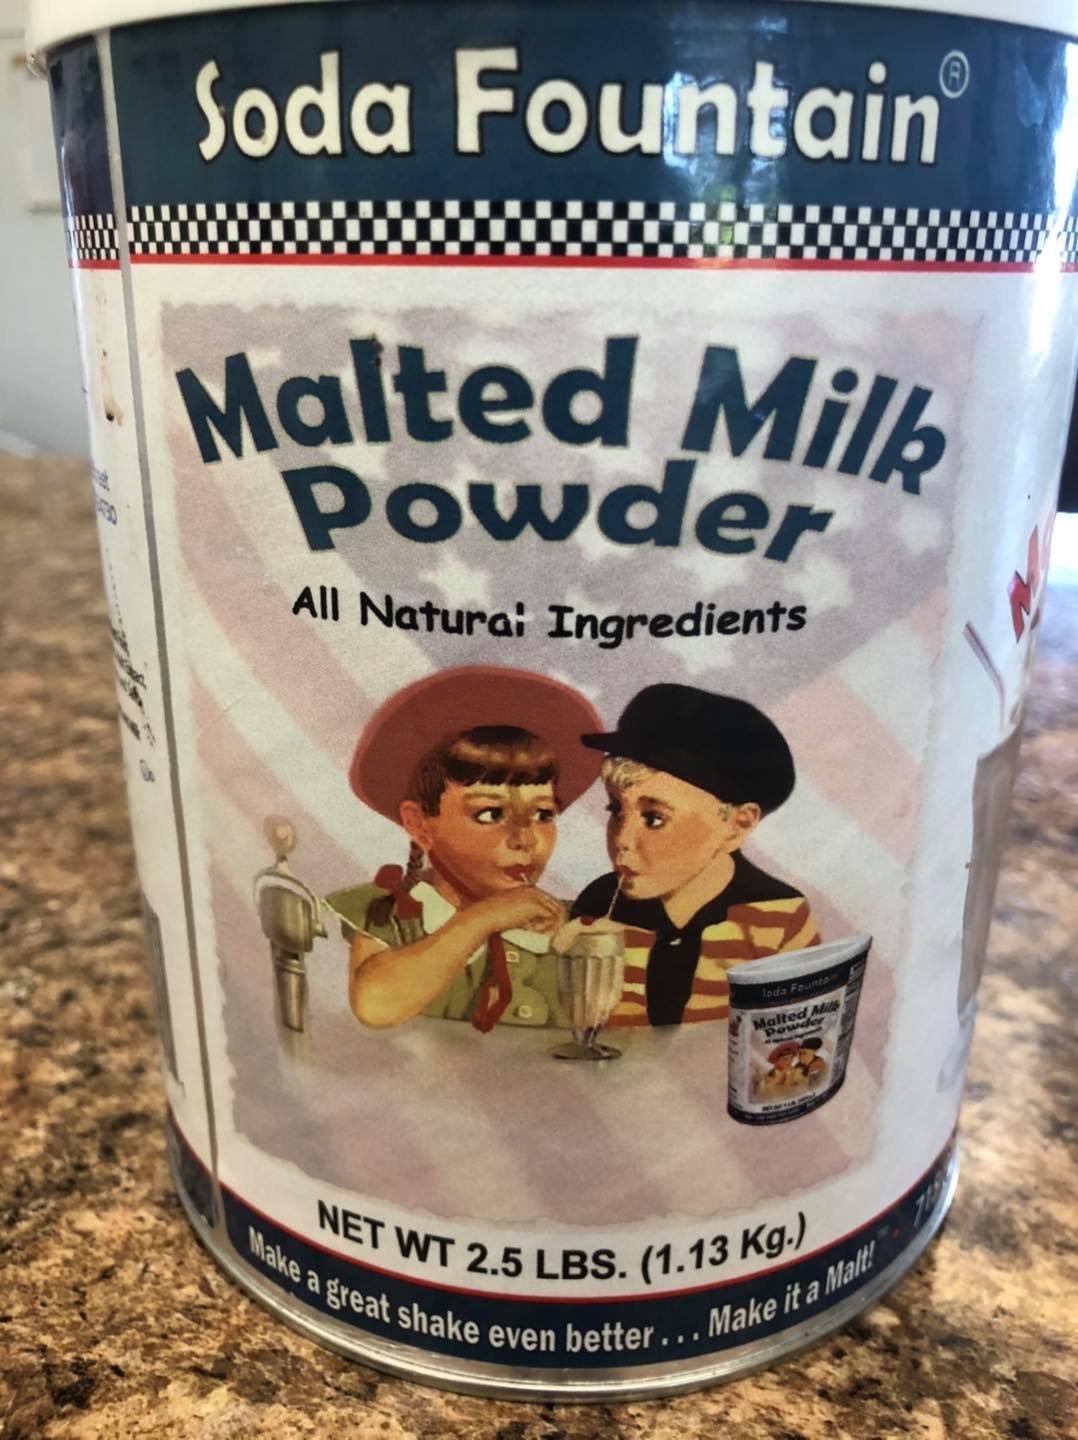 Soda Fountain®
Malted Milk
Powder
All Natural Ingredients
Soda Fountain
Malted Milk
Powder
NET WT 2.5 LBS. (1.13 Kg.)
Make a great shake even better... Make it a Malt!™